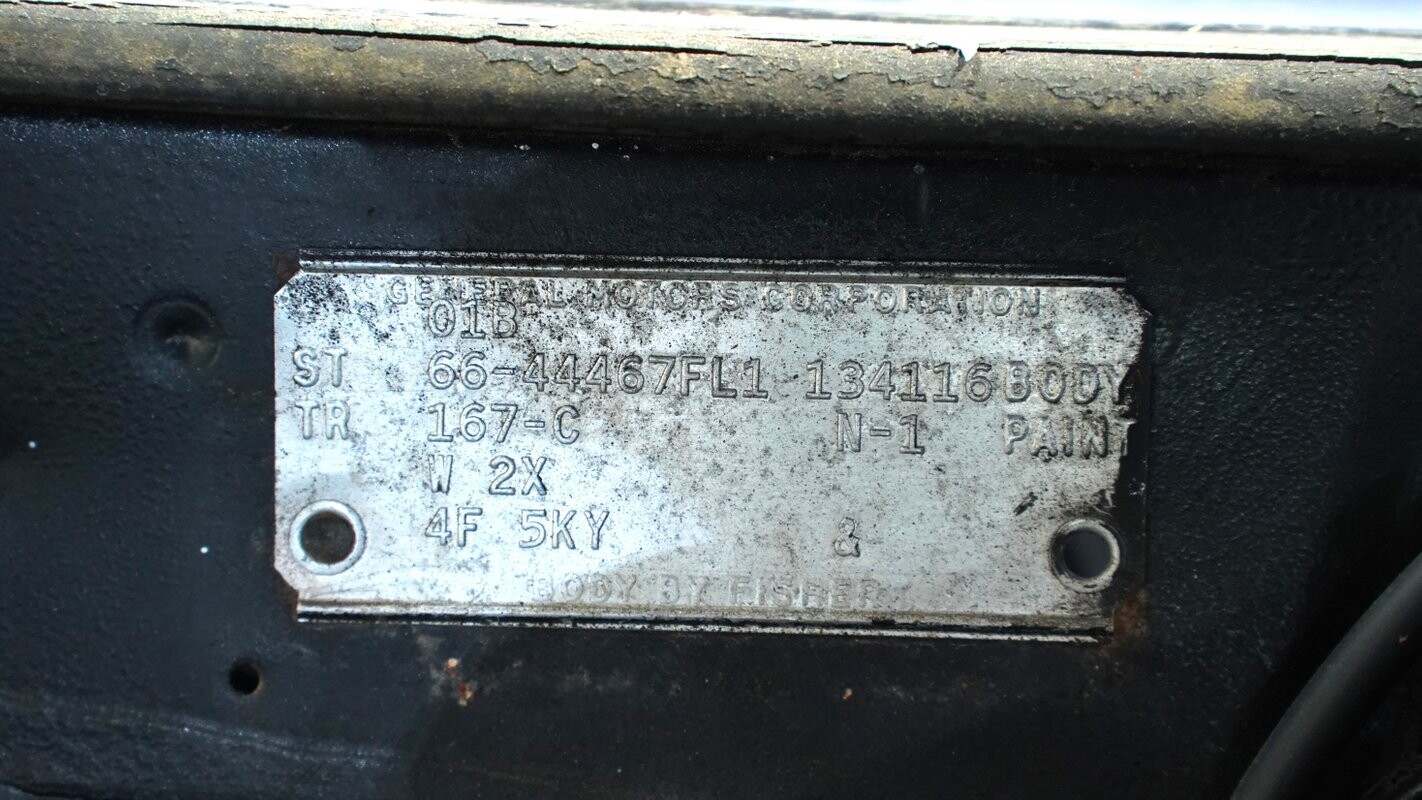 GENERAL MOTORS CORPORATION
01B
ST 66-44467FL1 134116 BODY
TR 167-C N-1 PAINT
W 2X
4F 5KY &
BODY BY FISHER